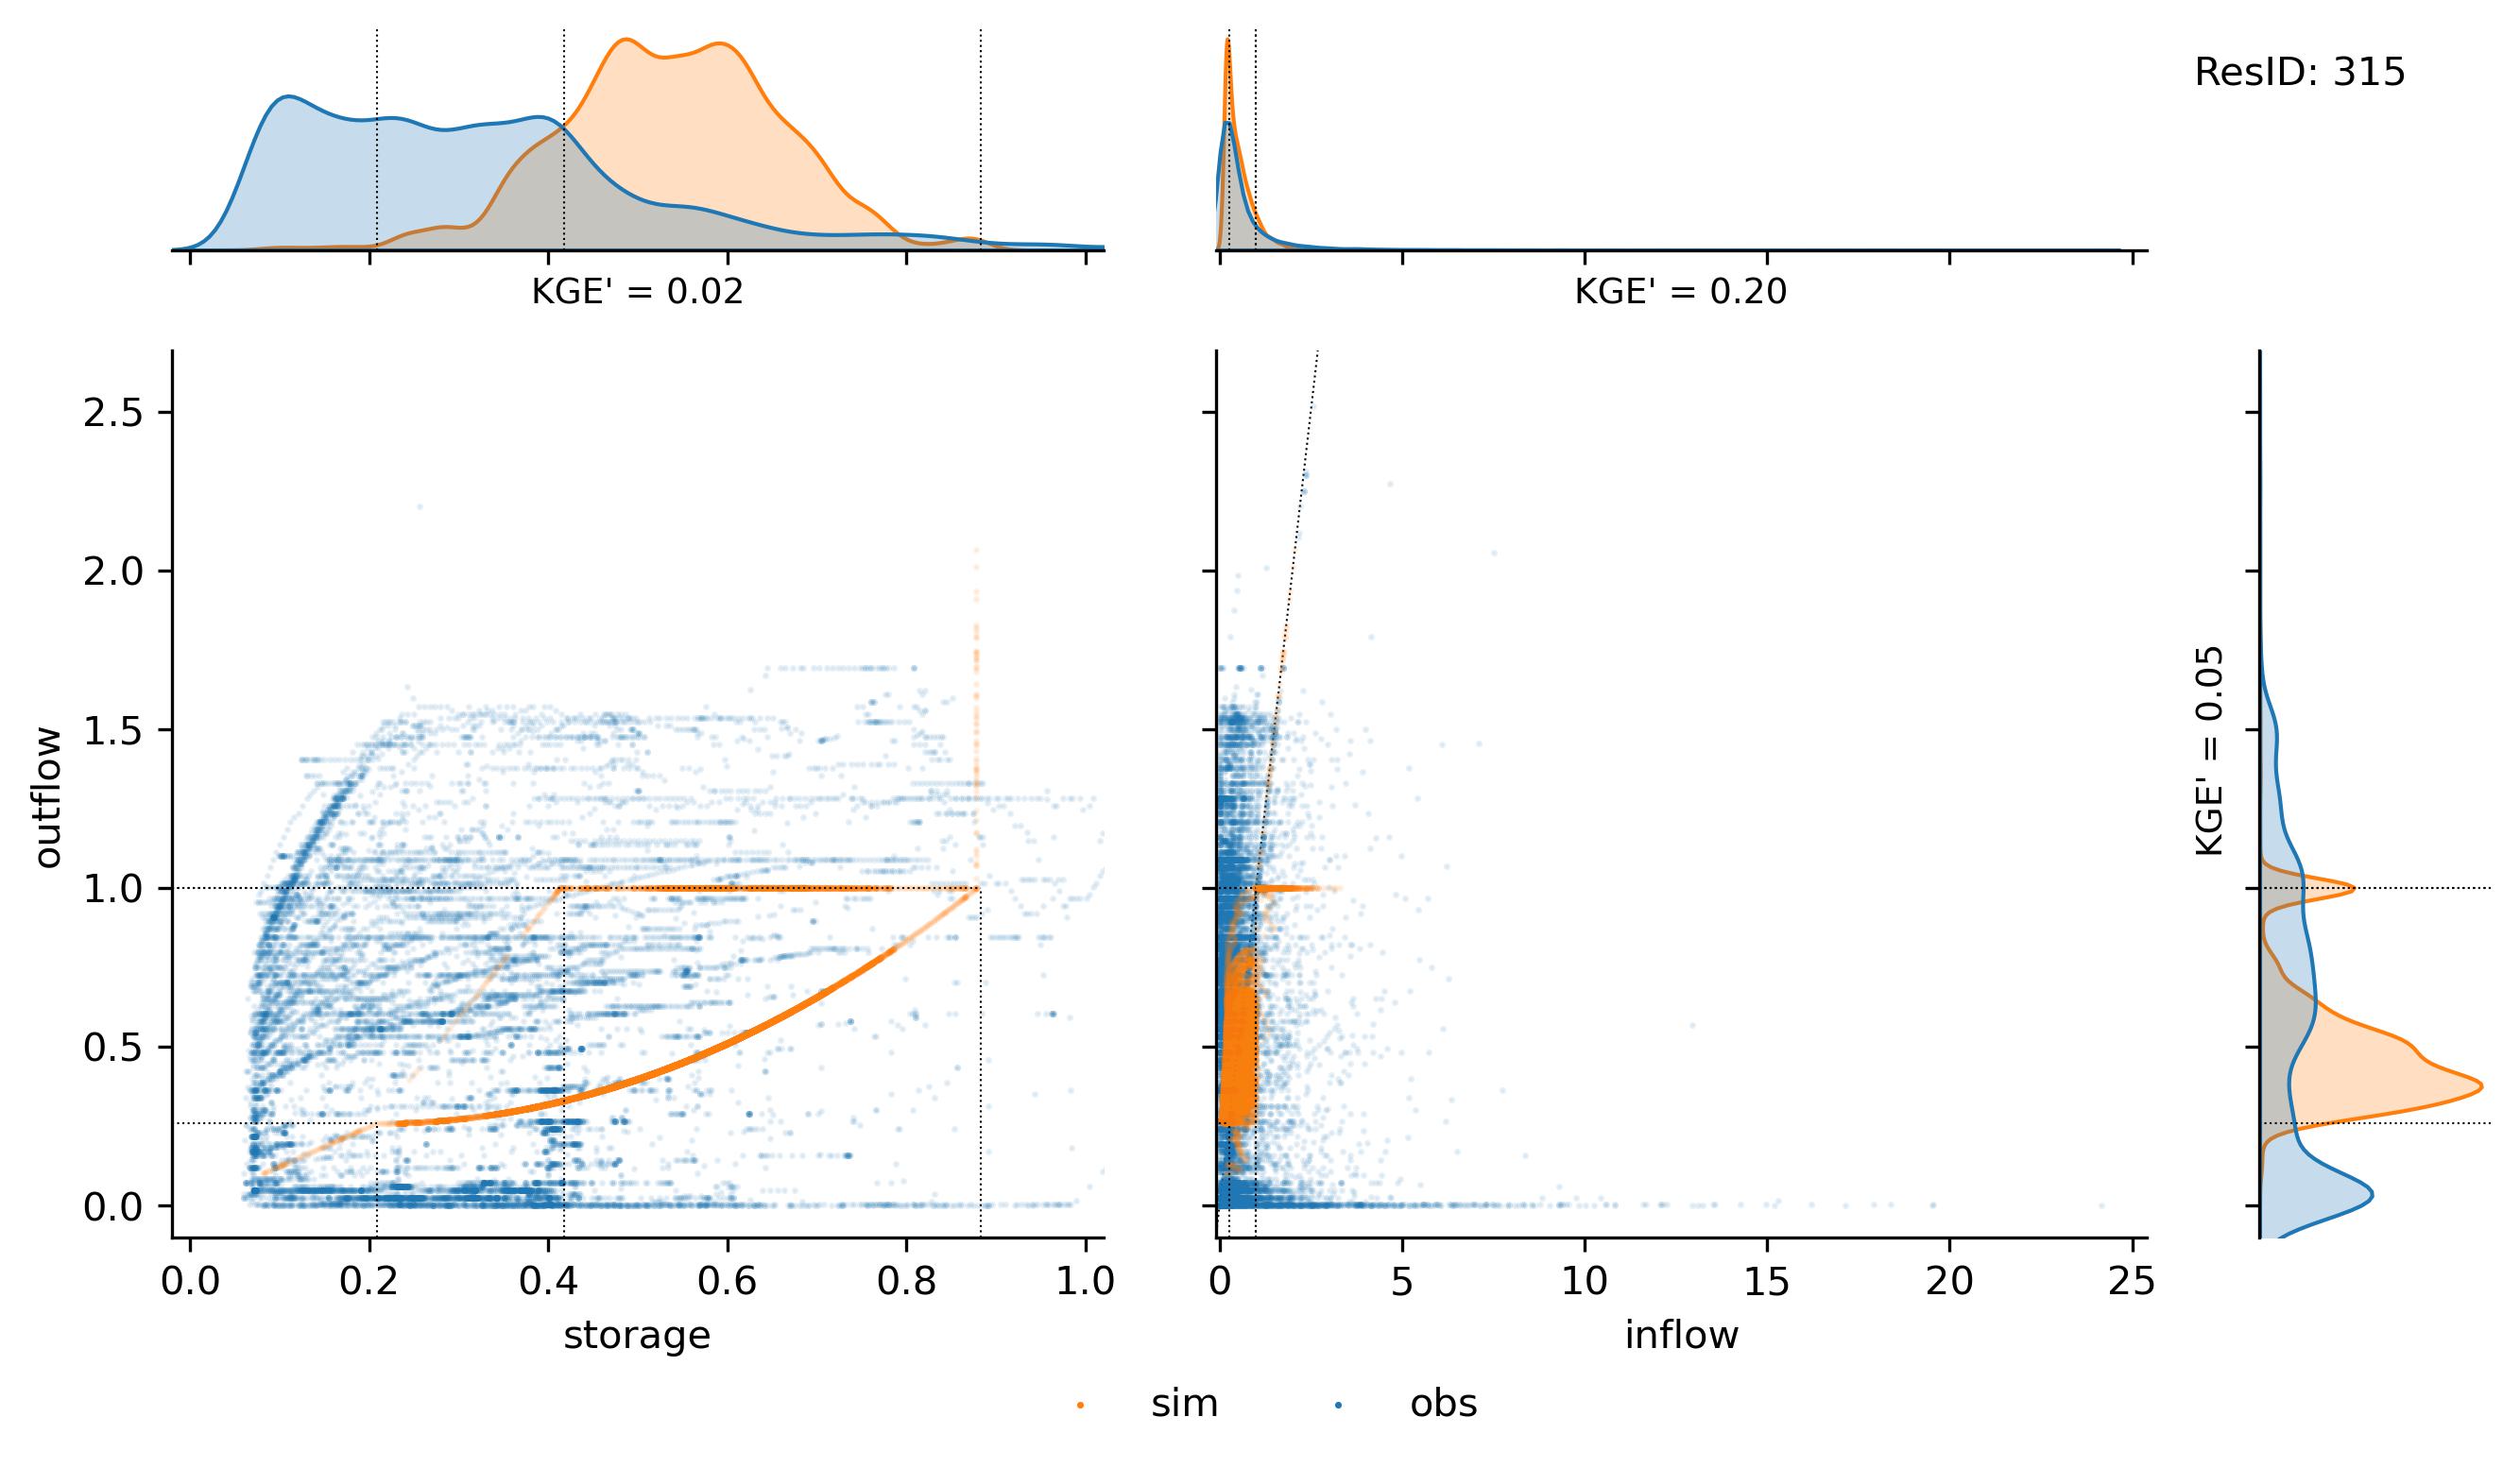 ResID: 315
KGE' = 0.02
KGE' = 0.20
outflow
2.5
2.0
1.5
1.0
0.5
0.0
KGE' = 0.05
0.0 0.2 0.4 0.6 0.8 1.0
0 5 10 15 20 25
storage
inflow
sim obs